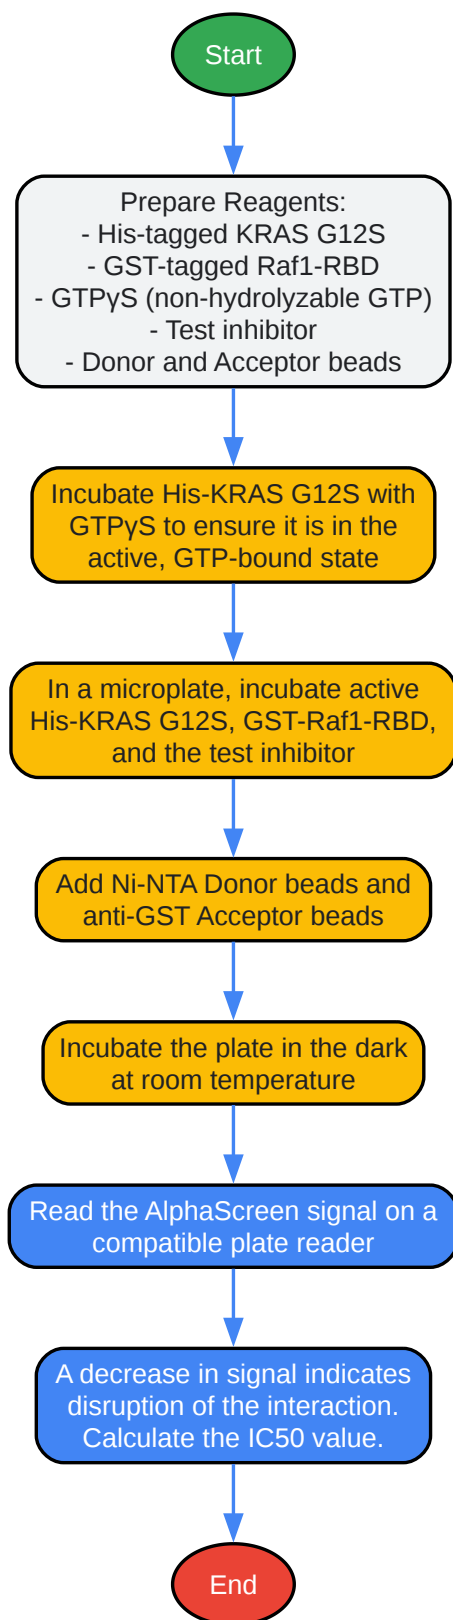 Start
Prepare Reagents:
- His-tagged KRAS G12S
- GST-tagged Raf1-RBD
- GTPγS (non-hydrolyzable GTP)
- Test inhibitor
- Donor and Acceptor beads
Incubate His-KRAS G12S with
GTPγS to ensure it is in the
active, GTP-bound state
In a microplate, incubate active
His-KRAS G12S, GST-Raf1-RBD,
and the test inhibitor
Add Ni-NTA Donor beads and
anti-GST Acceptor beads
Incubate the plate in the dark
at room temperature
Read the AlphaScreen signal on a
compatible plate reader
A decrease in signal indicates
disruption of the interaction.
Calculate the IC50 value.
End